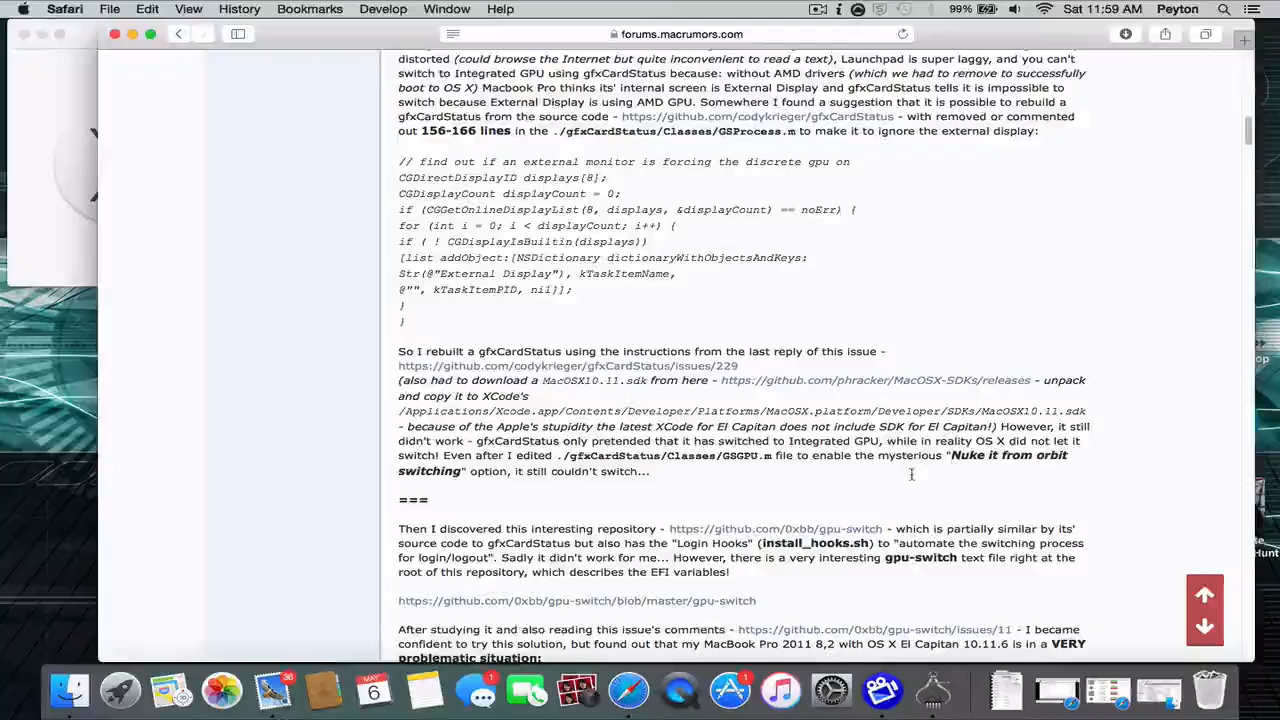 Safari File Edit View History Bookmarks Develop Window Help 99% Sat 11:59 AM Peyton
forums.macrumors.com
distorted (could browse the Internet but quite inconvenient to read a text), Launchpad is super laggy, and you can't
switch to Integrated GPU using gfxCardStatus because: without AMD drivers (which we had to remove to successfully
boot to OS X) MacBook Pro thinks its' internal screen is External Display and gfxCardStatus tells it is impossible to
switch because External Display is using AMD GPU. Somewhere I found a suggestion that it is possible to rebuild a
gfxCardStatus from the source code - https://github.com/codykrieger/gfxCardStatus - with removed or commented
out 156-166 lines in the ./gfxCardStatus/Classes/GSProcess.m to make it to ignore the external display:
// find out if an external monitor is forcing the discrete gpu on
CGDirectDisplayID displays[8];
CGDisplayCount displayCount = 0;
if (CGGetOnlineDisplayList(8, displays, &displayCount) == noErr) {
for (int i = 0; i < displayCount; i++) {
if ( ! CGDisplayIsBuiltin(displays))
[list addObject:[NSDictionary dictionaryWithObjectsAndKeys:
Str(@"External Display"), kTaskItemName,
@"", kTaskItemPID, nil]];
}
}
So I rebuilt a gfxCardStatus using the instructions from the last reply of this issue -
https://github.com/codykrieger/gfxCardStatus/issues/229
(also had to download a MacOSX10.11.sdk from here - https://github.com/phracker/MacOSX-SDKs/releases - unpack
and copy it to XCode's
/Applications/Xcode.app/Contents/Developer/Platforms/MacOSX.platform/Developer/SDKs/MacOSX10.11.sdk
- because of the Apple's stupidity the latest XCode for El Capitan does not include SDK for El Capitan!) However, it still
didn't work - gfxCardStatus only pretended that it has switched to Integrated GPU, while in reality OS X did not let it
switch! Even after I edited ./gfxCardStatus/Classes/GSGPU.m file to enable the mysterious "Nuke it from orbit
switching" option, it still couldn't switch...
===
Then I discovered this interesting repository - https://github.com/0xbb/gpu-switch - which is partially similar by its'
source code to gfxCardStatus but also has the "Login Hooks" (install_hooks.sh) to "automate the switching process
for login/logout". Sadly it didn't work for me... However, there is a very interesting gpu-switch text file right at the
root of this repository, which describes the EFI variables!
https://github.com/0xbb/gpu-switch/blob/master/gpu-switch
After studying it and also reading this issue's comments - https://github.com/0xbb/gpu-switch/issues/11 - I became
confident to try this solution, but found out that my MacBook Pro 2011 8,2 with OS X El Capitan 10.11.6 is in a VERY
problematic situation:
Hunt
36
MAY
6
1
1